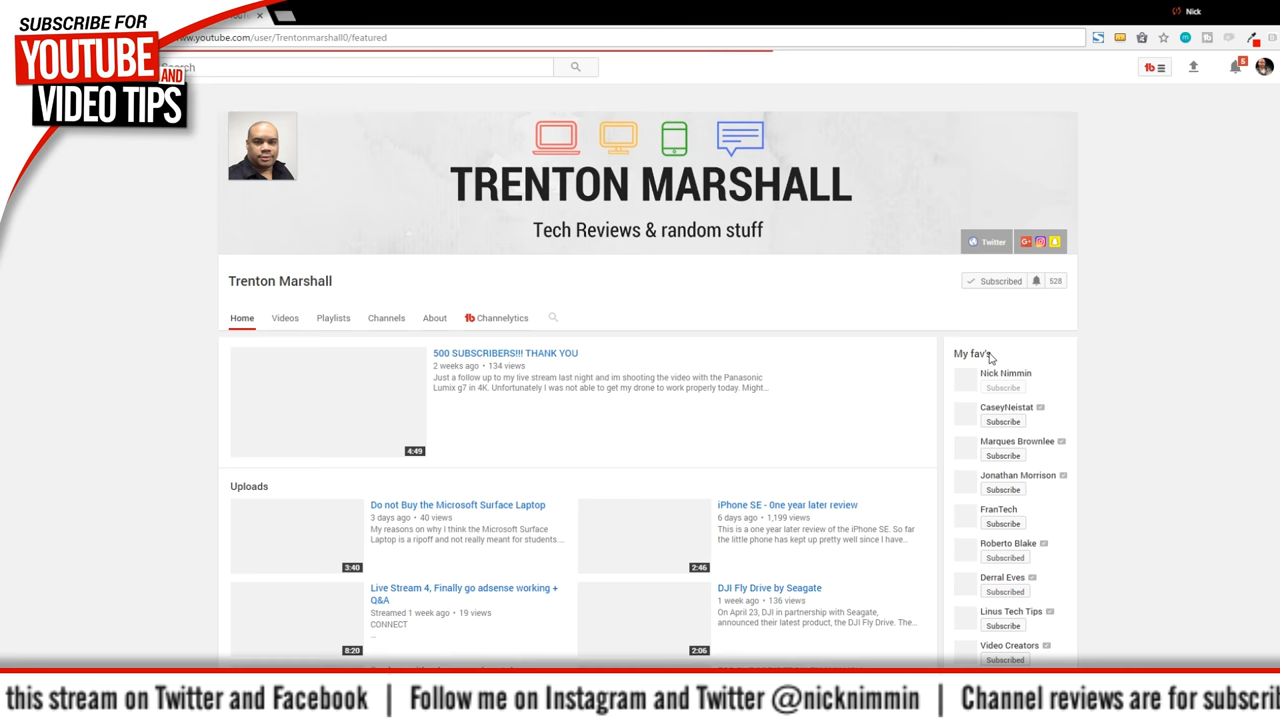 SUBSCRIBE FOR
YOUTUBE AND
VIDEO TIPS
Nick
www.youtube.com/user/Trentonmarshall0/featured
Search
5
TRENTON MARSHALL
Tech Reviews & random stuff
Twitter
Trenton Marshall
Subscribed 528
Home Videos Playlists Channels About Channelytics
500 SUBSCRIBERS!!! THANK YOU
2 weeks ago • 134 views
Just a follow up to my live stream last night and im shooting the video with the Panasonic
Lumix g7 in 4K. Unfortunately I was not able to get my drone to work properly today. Might...
4:49
Uploads
Do not Buy the Microsoft Surface Laptop
3 days ago • 40 views
My reasons on why I think the Microsoft Surface
Laptop is a ripoff and not really meant for students....
3:40
iPhone SE - 0ne year later review
6 days ago • 1,199 views
This is a one year later review of the iPhone SE. So far
the little phone has kept up pretty well since I have...
2:46
Live Stream 4, Finally go adsense working +
Q&A
Streamed 1 week ago • 19 views
CONNECT
...
8:20
DJI Fly Drive by Seagate
1 week ago • 136 views
On April 23, DJI in partnership with Seagate,
announced their latest product, the DJI Fly Drive. The...
2:06
My fav's
Nick Nimmin
Subscribe
CaseyNeistat
Subscribe
Marques Brownlee
Subscribe
Jonathan Morrison
Subscribe
FranTech
Subscribe
Roberto Blake
Subscribed
Derral Eves
Subscribed
Linus Tech Tips
Subscribe
Video Creators
Subscribed
this stream on Twitter and Facebook | Follow me on Instagram and Twitter @nicknimmin | Channel reviews are for subscri